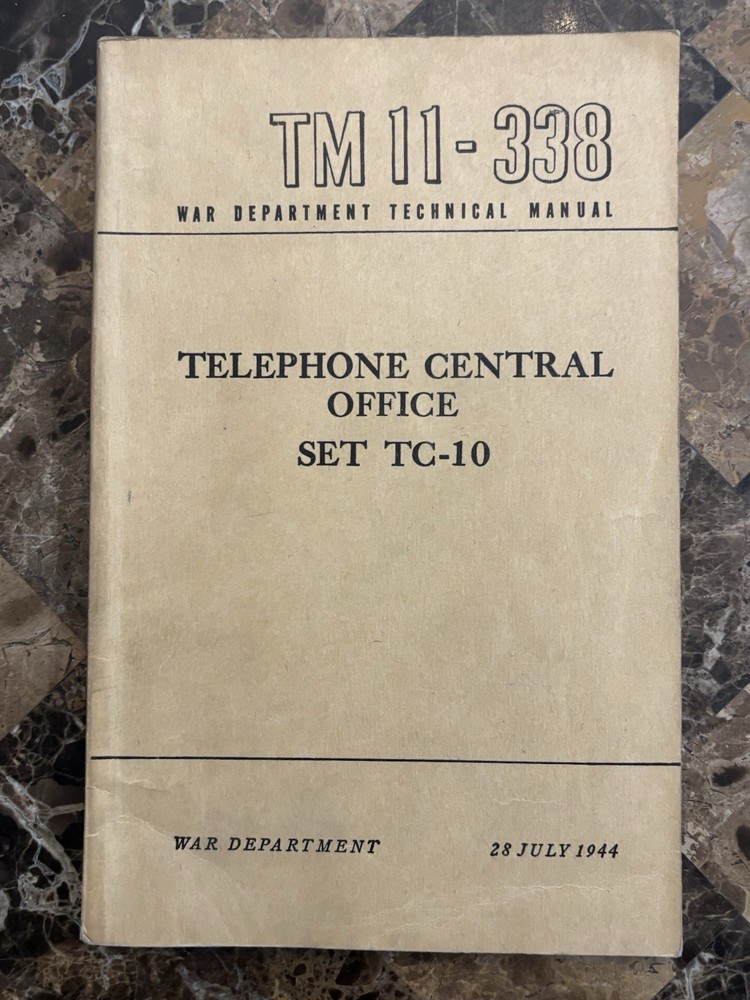 TM 11-338
WAR DEPARTMENT TECHNICAL MANUAL
TELEPHONE CENTRAL
OFFICE
SET TC-10
WAR DEPARTMENT 28 JULY 1944